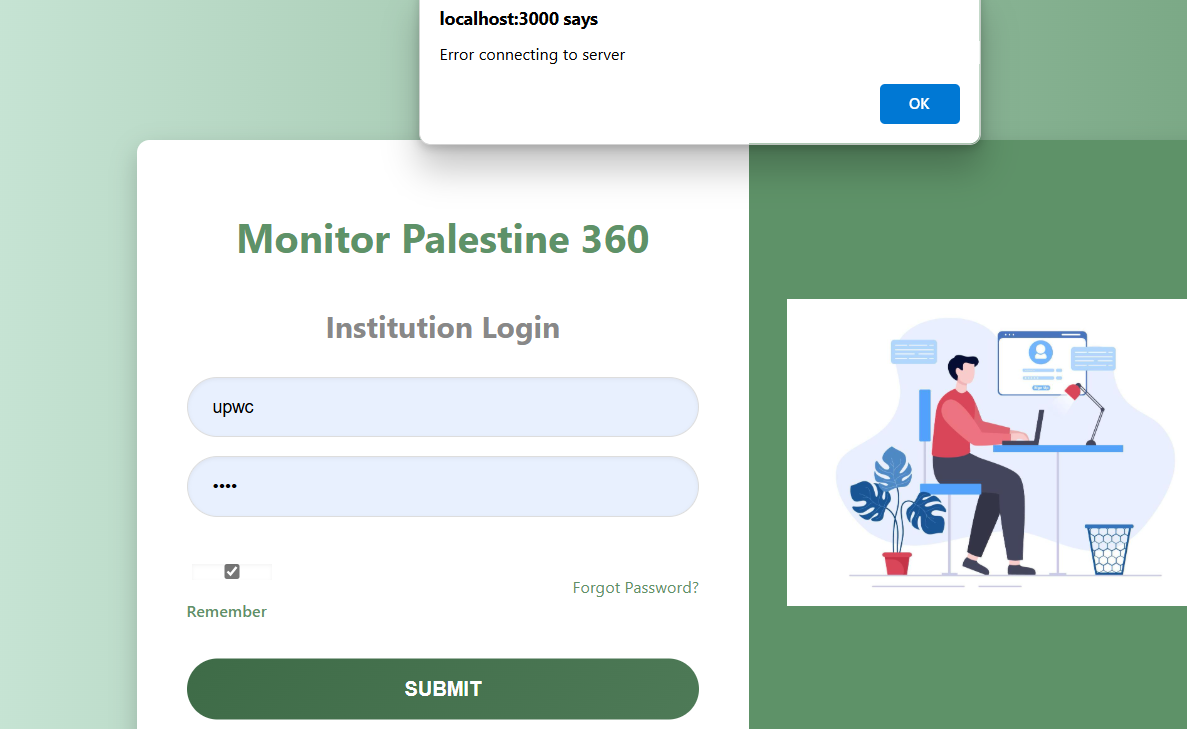 localhost:3000 says
Error connecting to server
OK
Monitor Palestine 360
Institution Login
upwc
••••
Forgot Password?
Remember
SUBMIT